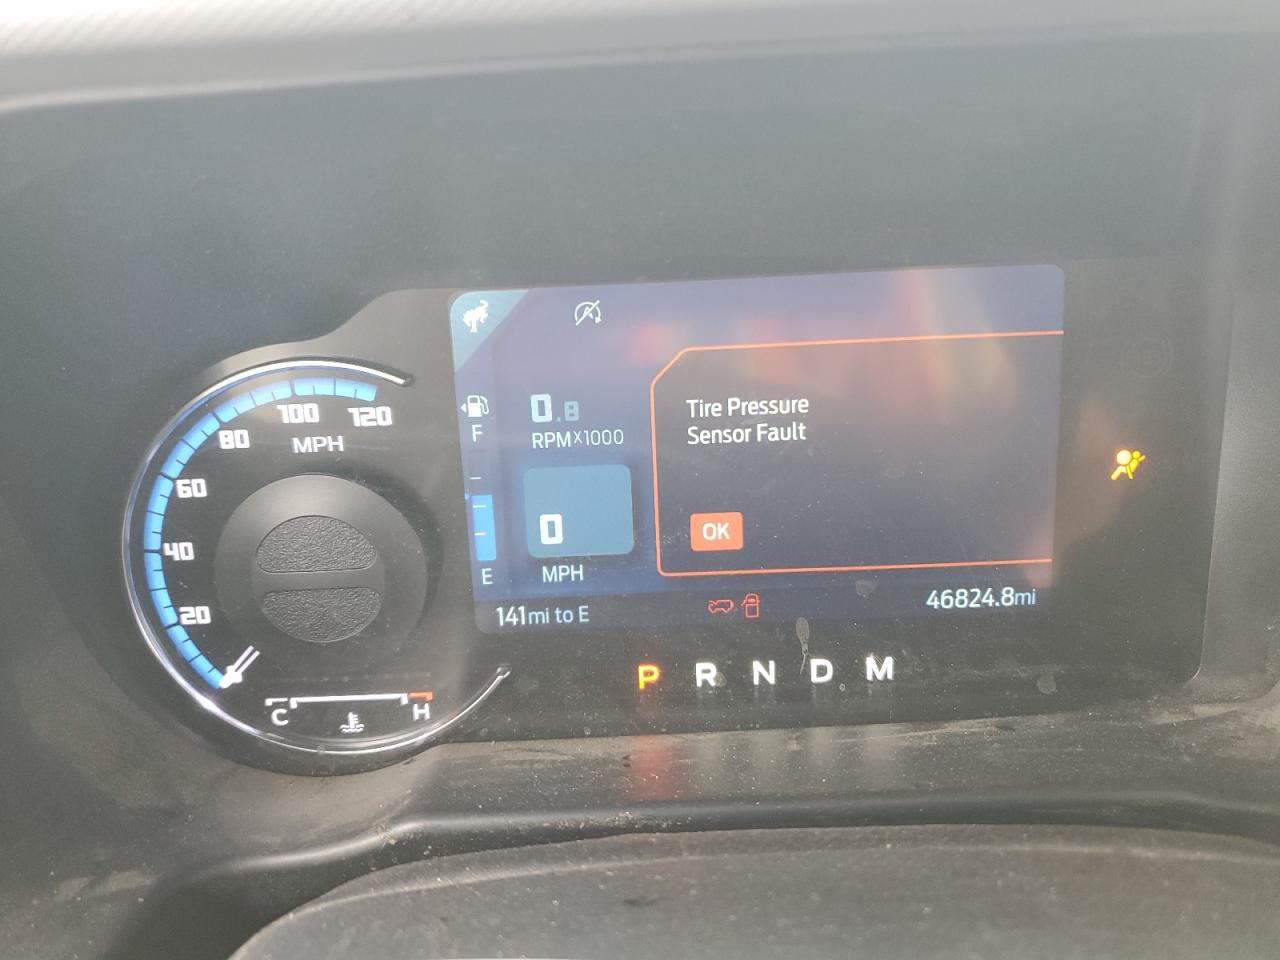 100
120
80
MPH
60
40
20
C
H
F
E
0.8
RPMX1000
0
MPH
Tire Pressure
Sensor Fault
OK
141mi to E
46824.8mi
P R N D M